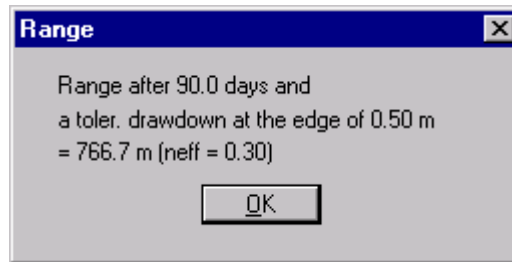 Range
Range after 90.0 days and
a toler. drawdown at the edge of 0.50 m
= 766.7 m (neff = 0.30)
OK